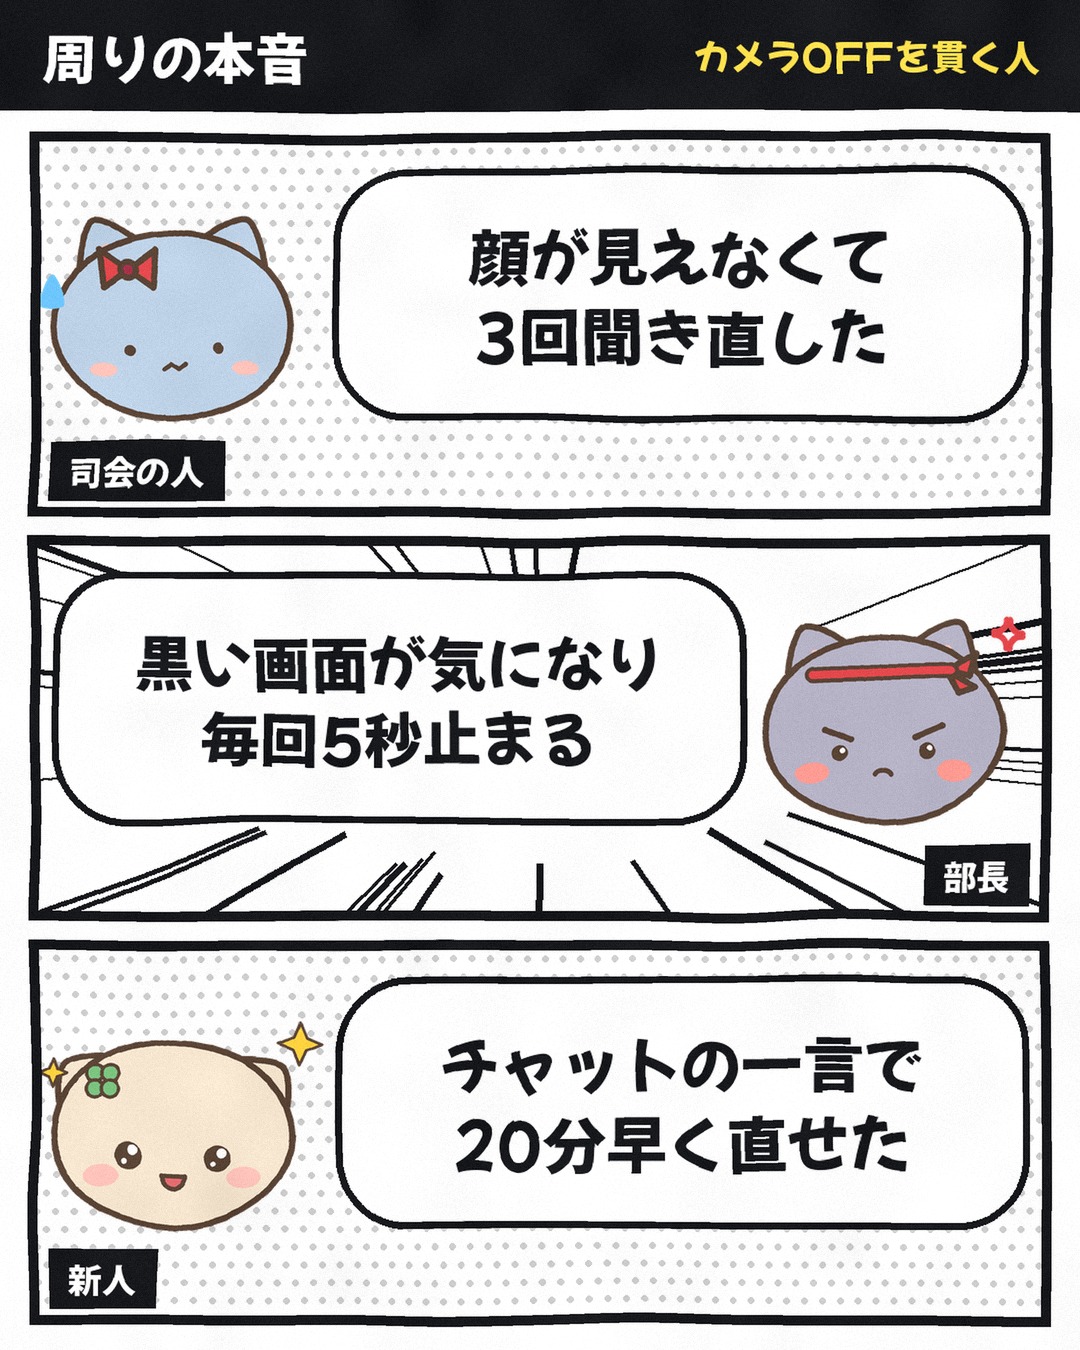 周りの本音
カメラOFFを貫く人
顔が見えなくて
3回聞き直した
司会の人
黒い画面が気になり
毎回5秒止まる
部長
チャットの一言で
20分早く直せた
新人